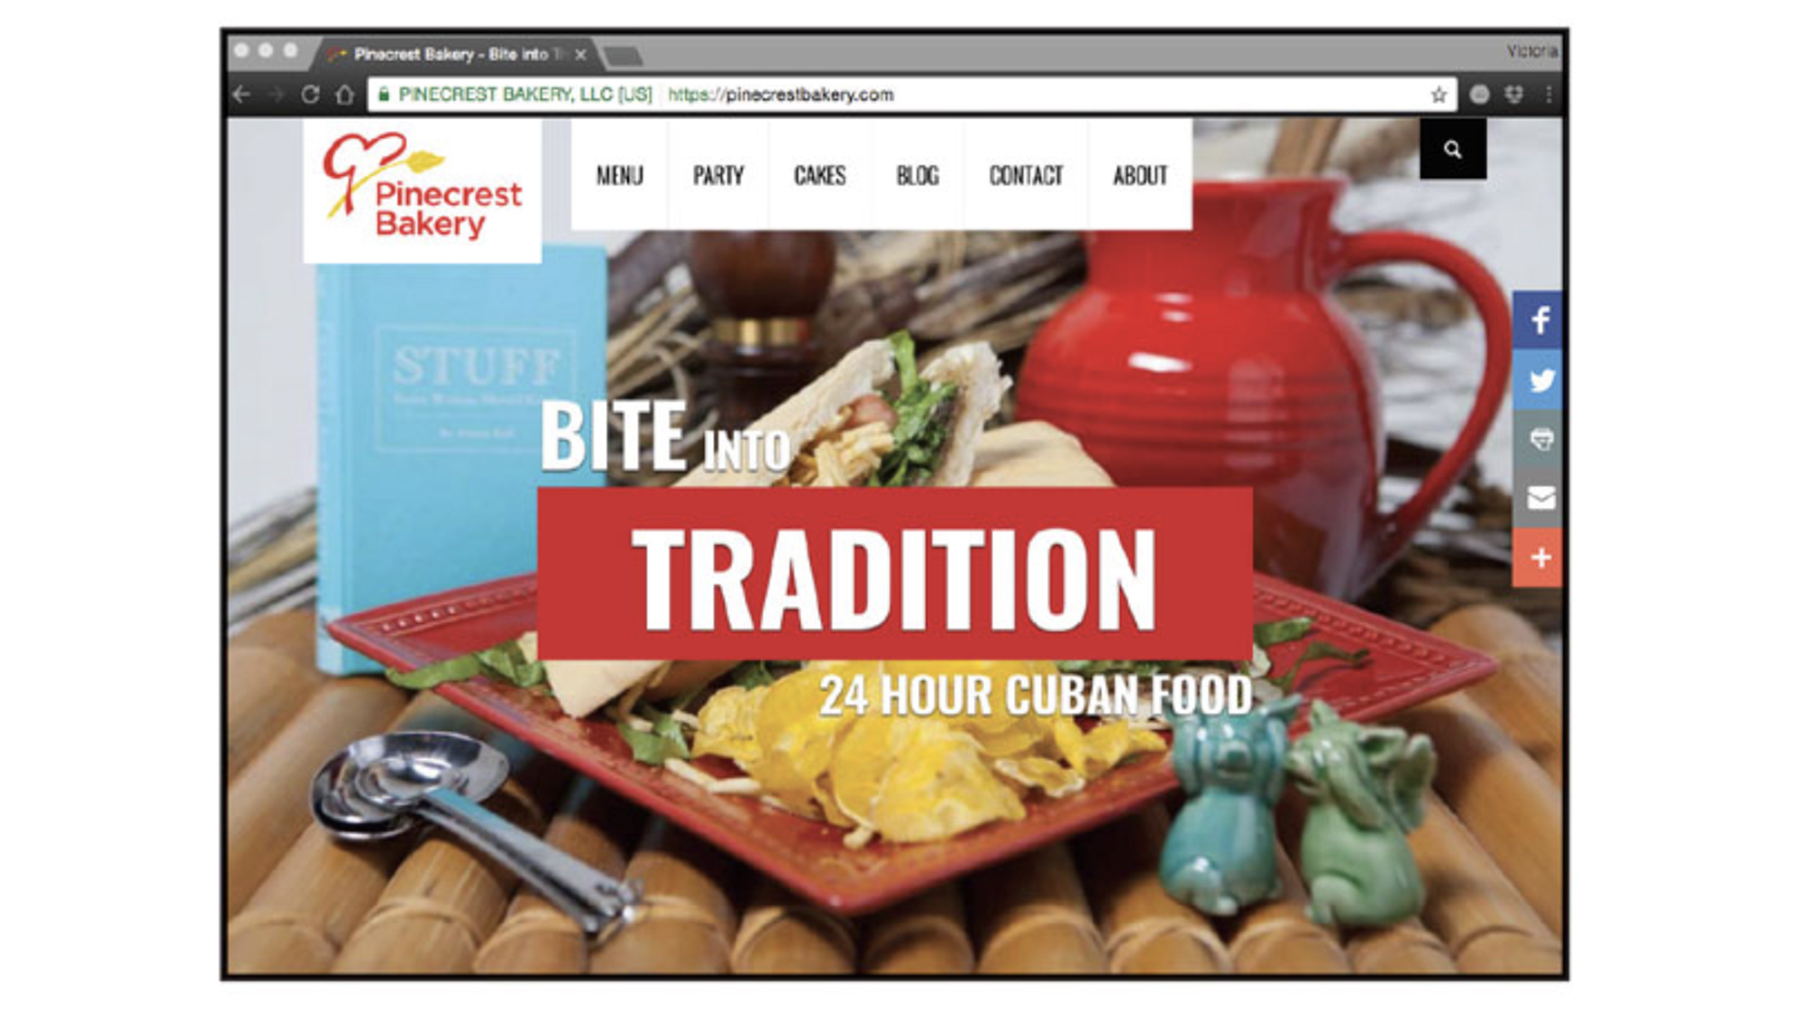 Pinecrest Bakery - Bite into
Victoria
PINECREST BAKERY, LLC [US] https://pinecrestbakery.com
Pinecrest
Bakery
MENU PARTY CAKES BLOG CONTACT ABOUT
STUFF
BITE INTO
TRADITION
24 HOUR CUBAN FOOD